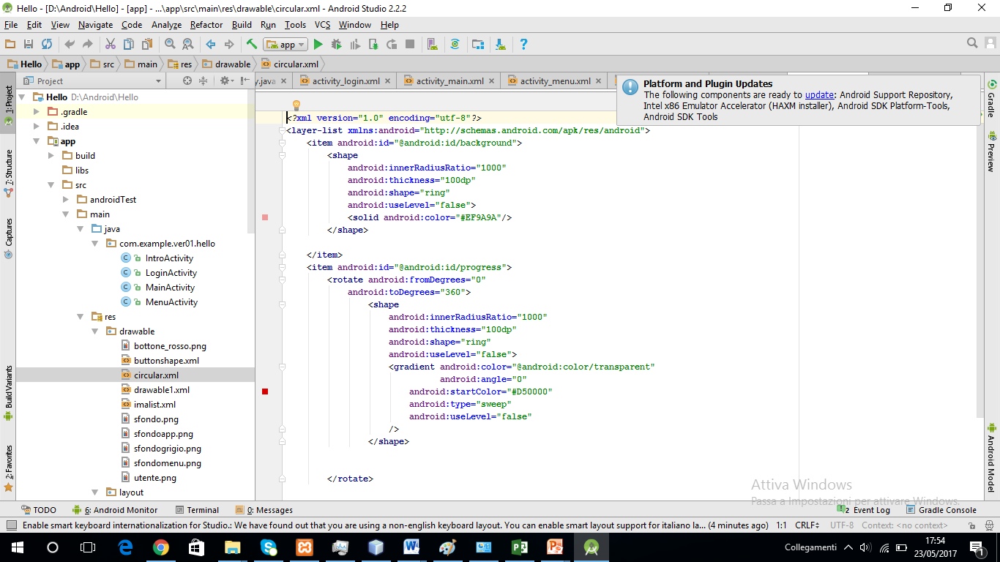 Hello - [D:\Android\Hello] - [app] - ...\app\src\main\res\drawable\circular.xml - Android Studio 2.2.2
File Edit View Navigate Code Analyze Refactor Build Run Tools VCS Window Help
app
Hello app src main res drawable circular.xml
Project
y.java activity_login.xml activity_main.xml activity_menu.xml
Platform and Plugin Updates
The following components are ready to update: Android Support Repository,
Intel x86 Emulator Accelerator (HAXM installer), Android SDK Platform-Tools,
Android SDK Tools
1: Project
7: Structure
Captures
Build Variants
2: Favorites
Hello D:\Android\Hello
.gradle
.idea
app
build
libs
src
androidTest
main
java
com.example.ver01.hello
IntroActivity
LoginActivity
MainActivity
MenuActivity
res
drawable
bottone_rosso.png
buttonshape.xml
circular.xml
drawable1.xml
imalist.xml
sfondo.png
sfondoapp.png
sfondogrigio.png
sfondomenu.png
utente.png
layout
<?xml version="1.0" encoding="utf-8"?>
<layer-list xmlns:android="http://schemas.android.com/apk/res/android">
<item android:id="@android:id/background">
<shape
android:innerRadiusRatio="1000"
android:thickness="100dp"
android:shape="ring"
android:useLevel="false">
<solid android:color="#EF9A9A"/>
</shape>
</item>
<item android:id="@android:id/progress">
<rotate android:fromDegrees="0"
android:toDegrees="360">
<shape
android:innerRadiusRatio="1000"
android:thickness="100dp"
android:shape="ring"
android:useLevel="false">
<gradient android:color="@android:color/transparent"
android:angle="0"
android:startColor="#D50000"
android:type="sweep"
android:useLevel="false"
/>
</shape>
</rotate>
Gradle
Preview
Android Model
Attiva Windows
Passa a Impostazioni per attivare Windows.
TODO 6: Android Monitor Terminal 0: Messages 2 Event Log Gradle Console
Enable smart keyboard internationalization for Studio.: We have found out that you are using a non-english keyboard layout. You can enable smart layout support for italiano la... (4 minutes ago) 1:1 CRLF UTF-8 Context: <no context>
Collegamenti
17:54
23/05/2017
1